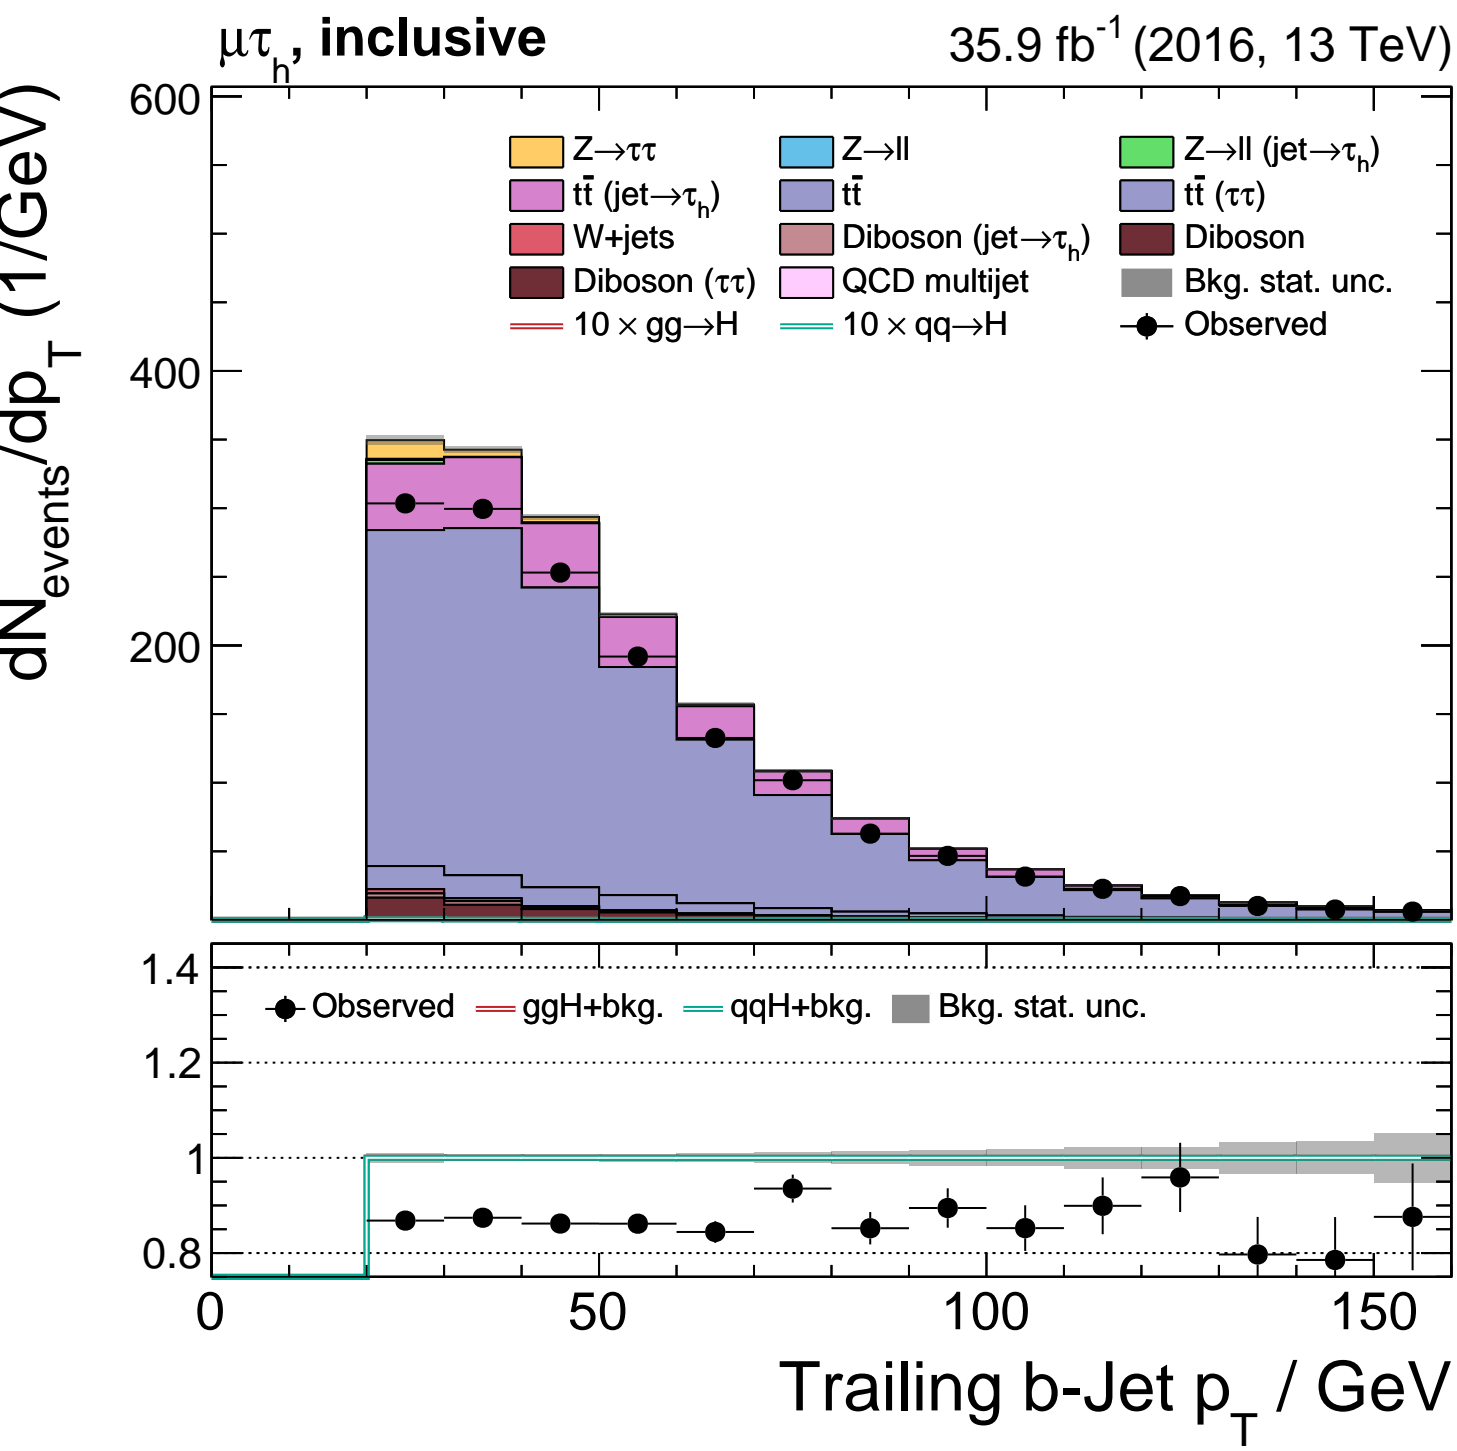 μτh, inclusive
35.9 fb-1 (2016, 13 TeV)
dNevents/dpT (1/GeV)
600
400
200
Z→ττ Z→ll Z→ll (jet→τh)
tt̄ (jet→τh) tt̄ tt̄ (ττ)
W+jets Diboson (jet→τh) Diboson
Diboson (ττ) QCD multijet Bkg. stat. unc.
10 × gg→H 10 × qq→H Observed
1.4
1.2
1
0.8
Observed ggH+bkg. qqH+bkg. Bkg. stat. unc.
0 50 100 150
Trailing b-Jet pT / GeV